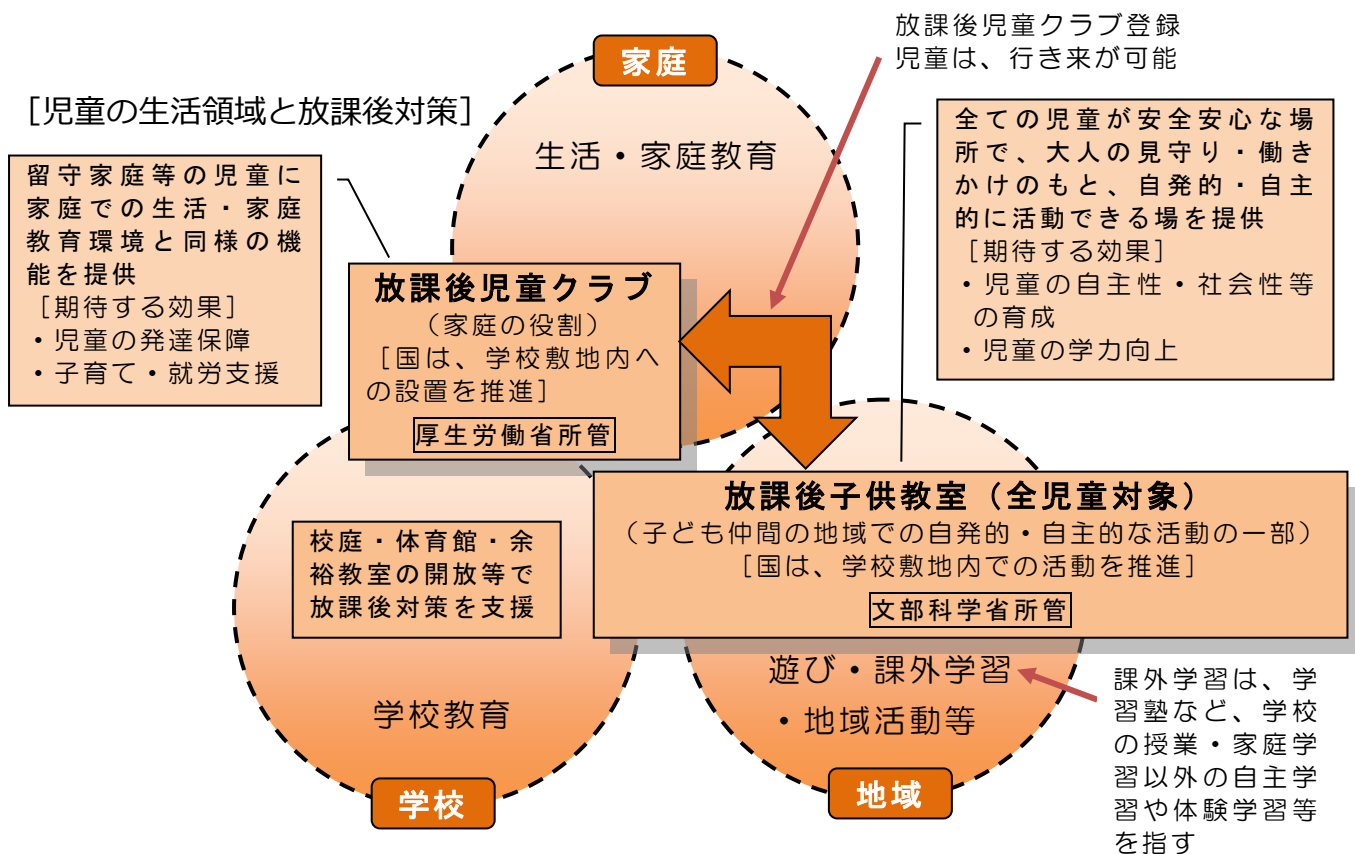 放課後児童クラブ登録
児童は、行き来が可能
家庭
[児童の生活領域と放課後対策]
生活・家庭教育
留守家庭等の児童に
家庭での生活・家庭
教育環境と同様の機
能を提供
[期待する効果]
・児童の発達保障
・子育て・就労支援
全ての児童が安全安心な場
所で、大人の見守り・働き
かけのもと、自発的・自主
的に活動できる場を提供
[期待する効果]
・児童の自主性・社会性等
の育成
・児童の学力向上
放課後児童クラブ
（家庭の役割）
[国は、学校敷地内へ
の設置を推進]
厚生労働省所管
放課後子供教室（全児童対象）
（子ども仲間の地域での自発的・自主的な活動の一部）
[国は、学校敷地内での活動を推進]
文部科学省所管
校庭・体育館・余
裕教室の開放等で
放課後対策を支援
学校教育
学校
遊び・課外学習
・地域活動等
地域
課外学習は、学
習塾など、学校
の授業・家庭学
習以外の自主学
習や体験学習等
を指す